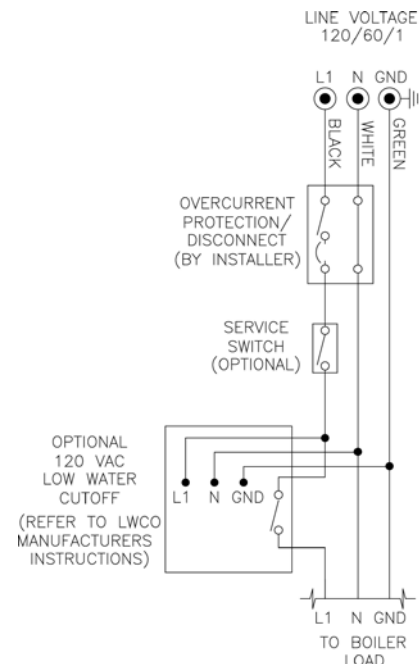 LINE VOLTAGE
120/60/1
L1 N GND
BLACK
WHITE
GREEN
OVERCURRENT
PROTECTION/
DISCONNECT
(BY INSTALLER)
SERVICE
SWITCH
(OPTIONAL)
OPTIONAL
120 VAC
LOW WATER
CUTOFF
(REFER TO LWCO
MANUFACTURERS
INSTRUCTIONS)
L1 N GND
L1 N GND
TO BOILER
LOAD